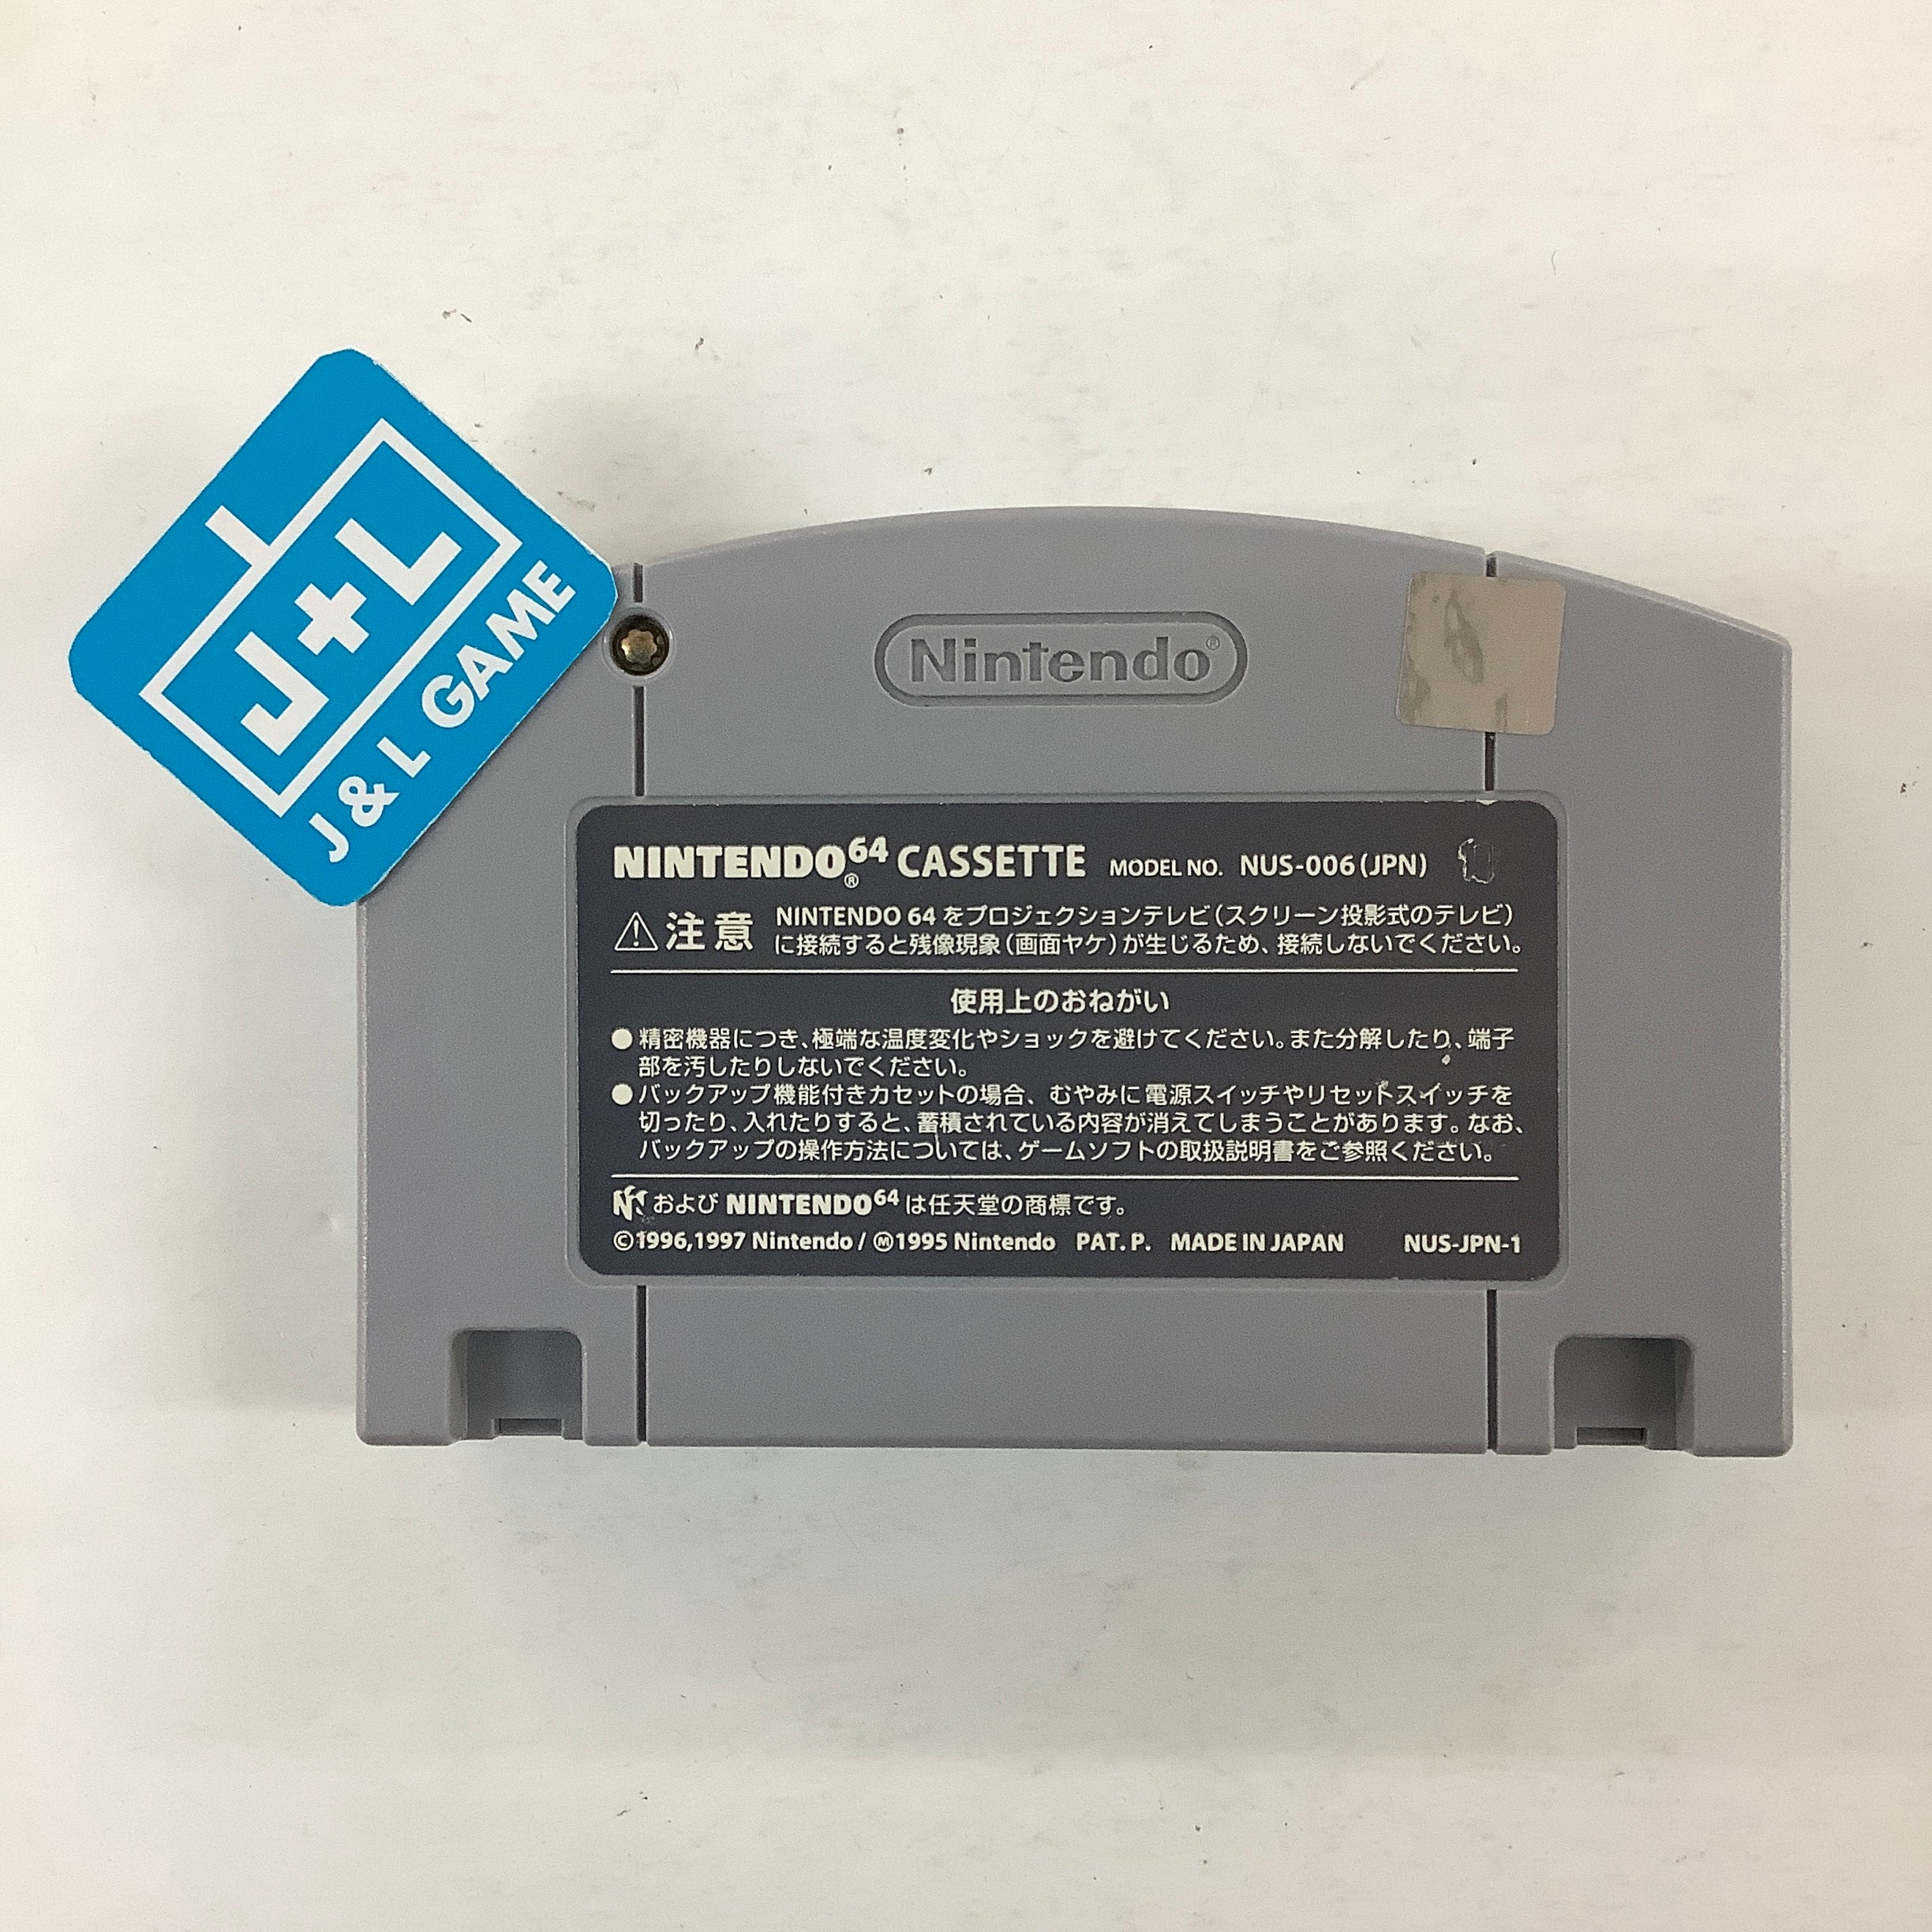 J+L
J & L GAME
Nintendo®
NINTENDO®64 CASSETTE MODEL NO. NUS-006(JPN)
⚠注意 NINTENDO 64 をプロジェクションテレビ(スクリーン投影式のテレビ)
に接続すると残像現象(画面ヤケ)が生じるため、接続しないでください。
使用上のおねがい
●精密機器につき、極端な温度変化やショックを避けてください。また分解したり、端子
部を汚したりしないでください。
●バックアップ機能付きカセットの場合、むやみに電源スイッチやリセットスイッチを
切ったり、入れたりすると、蓄積されている内容が消えてしまうことがあります。なお、
バックアップの操作方法については、ゲームソフトの取扱説明書をご参照ください。
および NINTENDO64 は任天堂の商標です。
©1996,1997 Nintendo / Ⓜ1995 Nintendo PAT. P. MADE IN JAPAN NUS-JPN-1